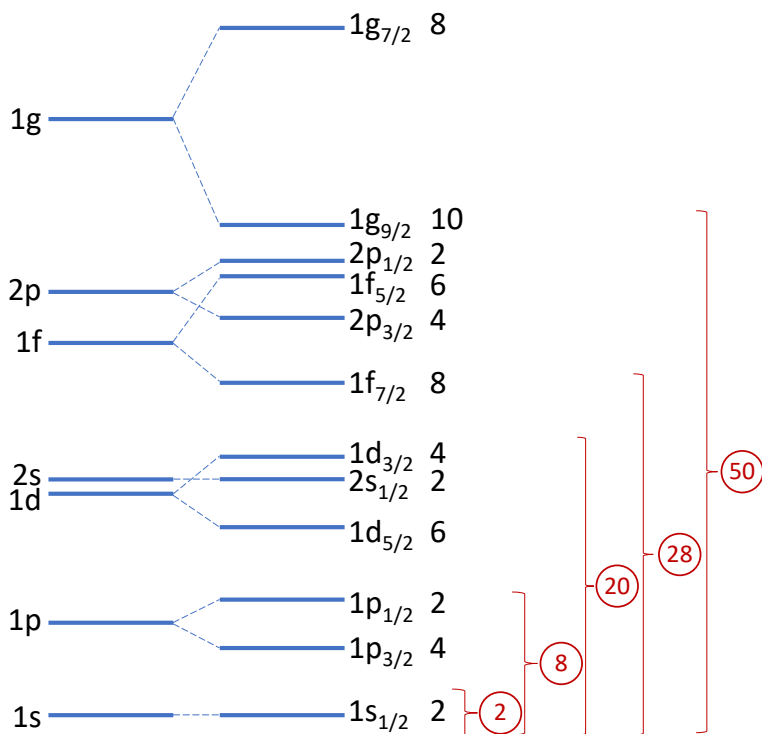 1g7/2 8
1g
1g9/2 10
2p1/2 2
2p
1f5/2 6
2p3/2 4
1f
1f7/2 8
1d3/2 4
2s
2s1/2 2
50
1d
1d5/2 6
28
20
1p1/2 2
1p
1p3/2 4
8
1s
1s1/2 2
2